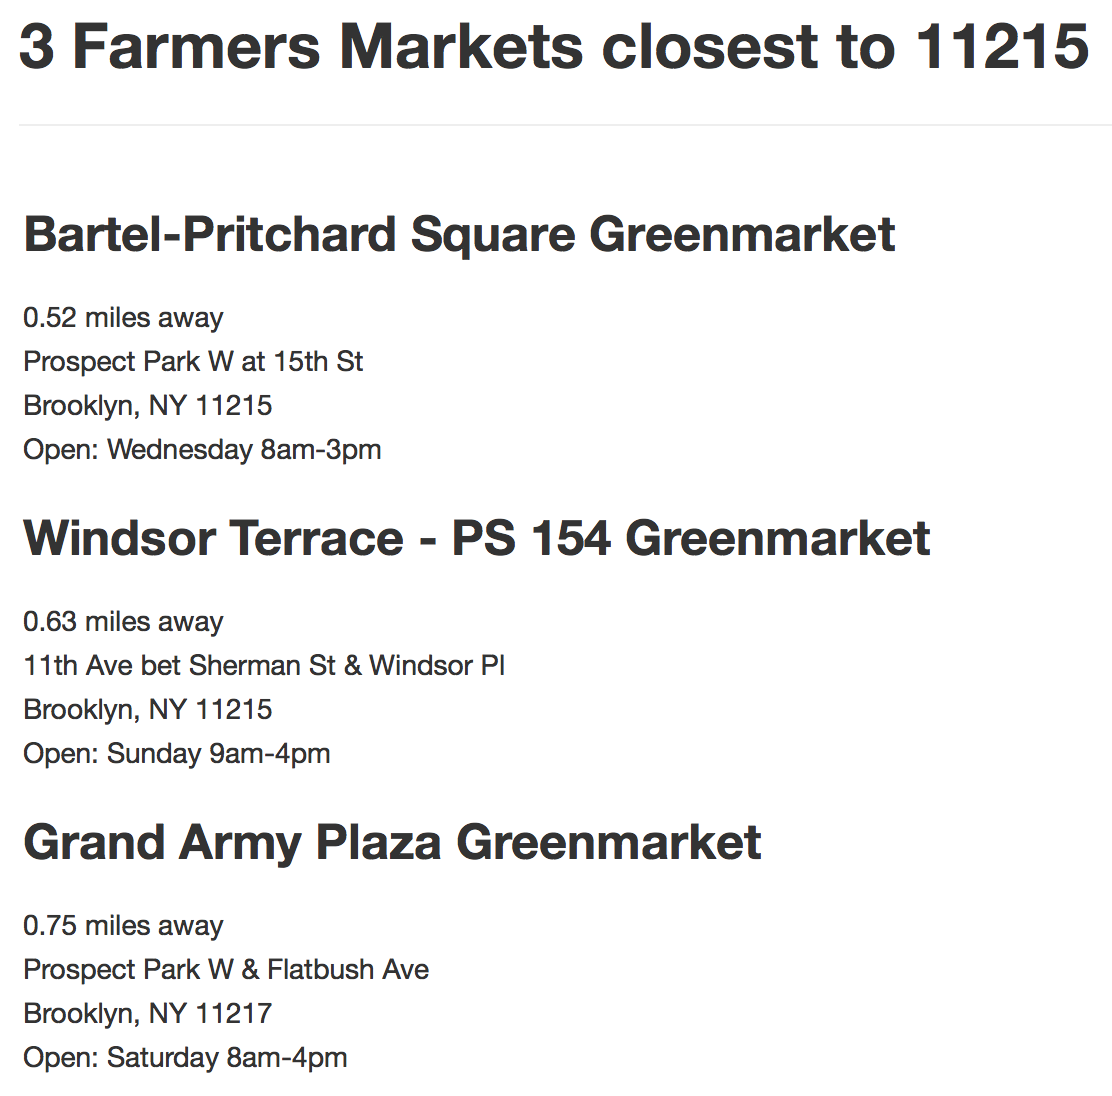 3 Farmers Markets closest to 11215
Bartel-Pritchard Square Greenmarket
0.52 miles away
Prospect Park W at 15th St
Brooklyn, NY 11215
Open: Wednesday 8am-3pm
Windsor Terrace - PS 154 Greenmarket
0.63 miles away
11th Ave bet Sherman St & Windsor Pl
Brooklyn, NY 11215
Open: Sunday 9am-4pm
Grand Army Plaza Greenmarket
0.75 miles away
Prospect Park W & Flatbush Ave
Brooklyn, NY 11217
Open: Saturday 8am-4pm